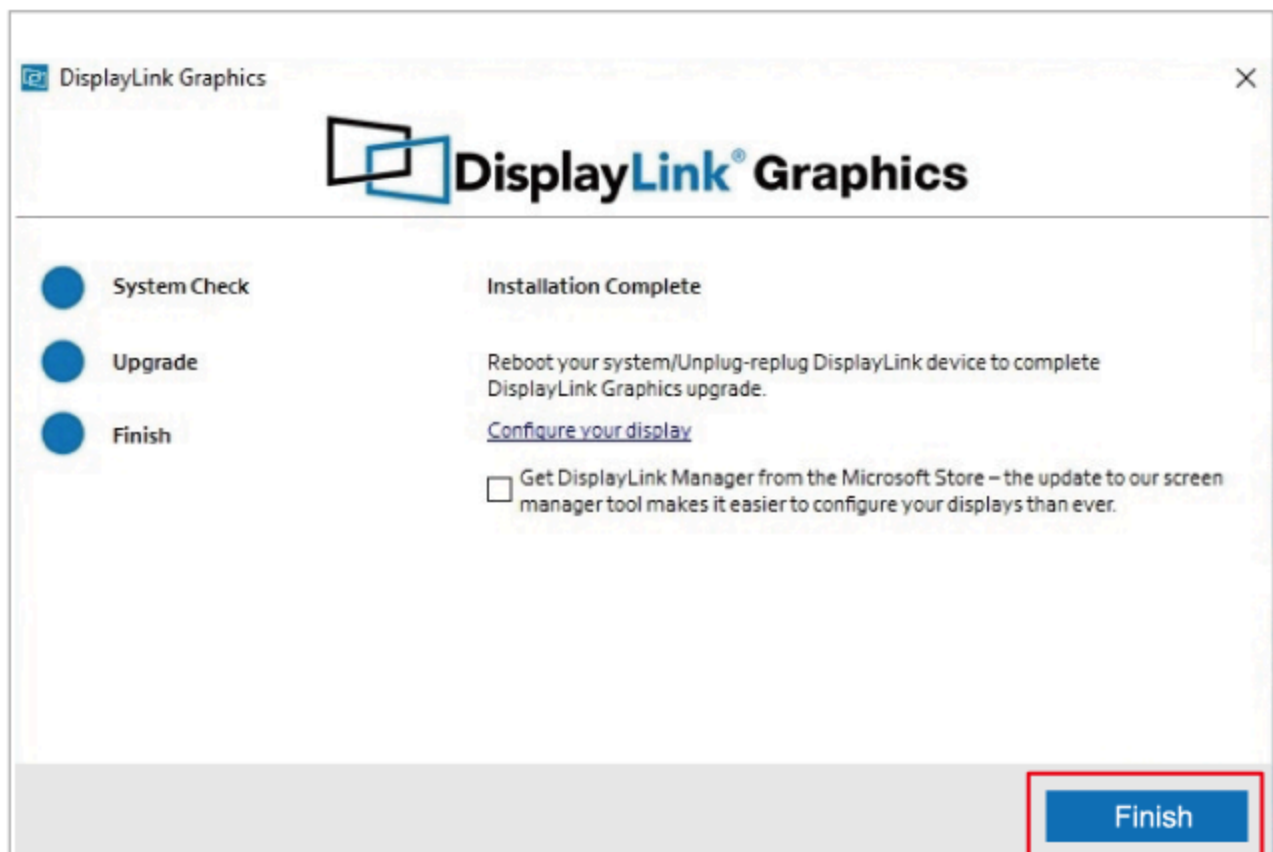 DisplayLink Graphics
DisplayLink® Graphics
System Check
Installation Complete
Upgrade
Reboot your system/Unplug-replug DisplayLink device to complete
DisplayLink Graphics upgrade.
Finish
Configure your display
Get DisplayLink Manager from the Microsoft Store – the update to our screen
manager tool makes it easier to configure your displays than ever.
Finish